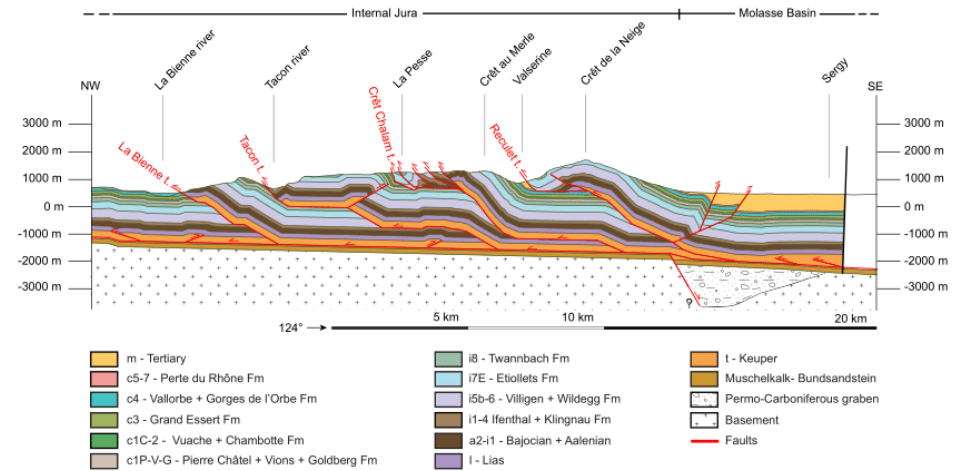 Internal Jura
Molasse Basin
La Bienne river
Tacon river
La Pesse
Crêt au Merle
Valserine
Crêt de la Neige
Sergy
NW
SE
3000 m
2000 m
1000 m
0 m
-1000 m
-2000 m
-3000 m
La Bienne t.
Tacon t.
Crêt Chalam t.
Reculet t.
3000 m
2000 m
1000 m
0 m
-1000 m
-2000 m
-3000 m
?
124°
5 km
10 km
20 km
m - Tertiary
c5-7 - Perte du Rhône Fm
c4 - Vallorbe + Gorges de l'Orbe Fm
c3 - Grand Essert Fm
c1C-2 - Vuache + Chambotte Fm
c1P-V-G - Pierre Châtel + Vions + Goldberg Fm
i8 - Twannbach Fm
i7E - Etiollets Fm
i5b-6 - Villigen + Wildegg Fm
i1-4 Ifenthal + Klingnau Fm
a2-i1 - Bajocian + Aalenian
l - Lias
t - Keuper
Muschelkalk- Bundsandstein
Permo-Carboniferous graben
Basement
Faults